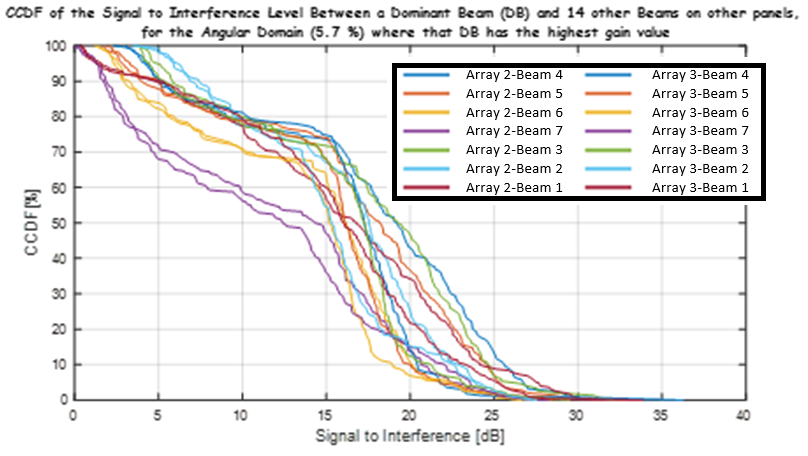 CCDF of the Signal to Interference Level Between a Dominant Beam (DB) and 14 other Beams on other panels,
for the Angular Domain (5.7 %) where that DB has the highest gain value
100
90
80
70
60
50
40
30
20
10
0
CCDF[%]
Array 2-Beam 4 Array 3-Beam 4
Array 2-Beam 5 Array 3-Beam 5
Array 2-Beam 6 Array 3-Beam 6
Array 2-Beam 7 Array 3-Beam 7
Array 2-Beam 3 Array 3-Beam 3
Array 2-Beam 2 Array 3-Beam 2
Array 2-Beam 1 Array 3-Beam 1
0 5 10 15 20 25 30 35 40
Signal to Interference [dB]